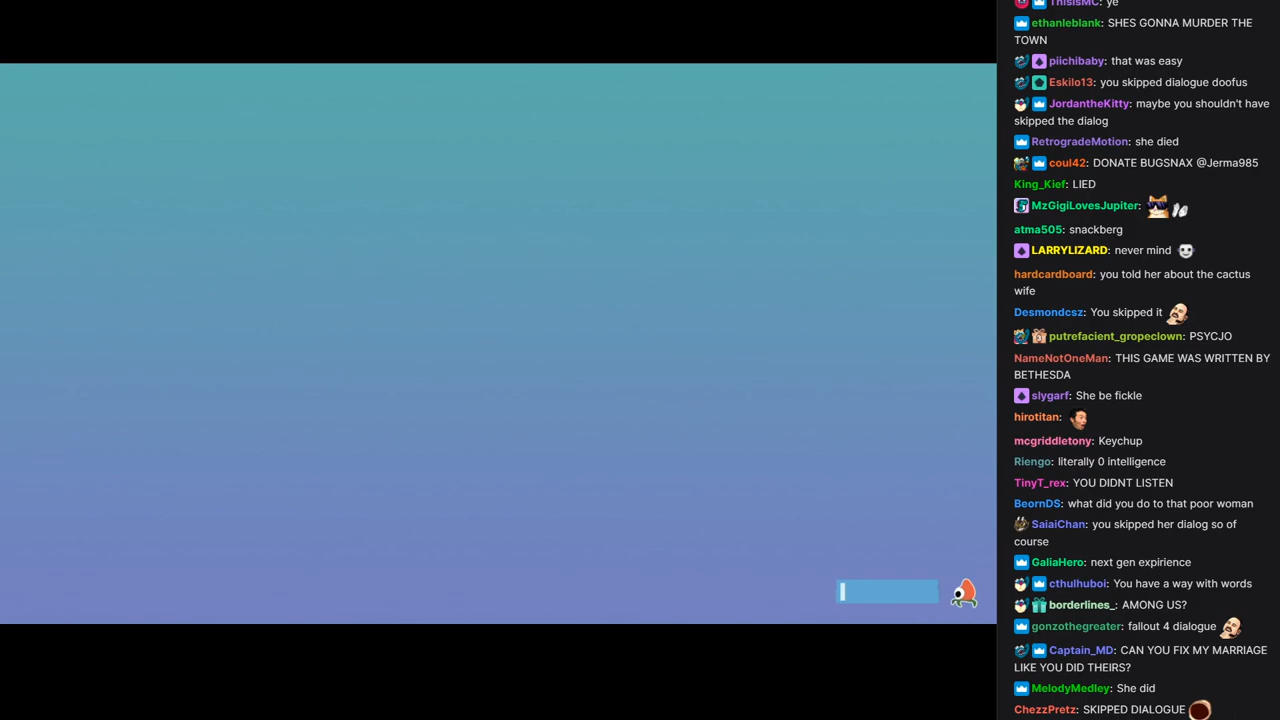 ThisIsMC: ye
ethanleblank: SHES GONNA MURDER THE
TOWN
piichibaby: that was easy
Eskilo13: you skipped dialogue doofus
JordantheKitty: maybe you shouldn't have
skipped the dialog
RetrogradeMotion: she died
coul42: DONATE BUGSNAX @Jerma985
King_Kief: LIED
MzGigiLovesJupiter:
atma505: snackberg
LARRYLIZARD: never mind
hardcardboard: you told her about the cactus
wife
Desmondcsz: You skipped it
putrefacient_gropeclown: PSYCJO
NameNotOneMan: THIS GAME WAS WRITTEN BY
BETHESDA
slygarf: She be fickle
hirotitan:
mcgriddletony: Keychup
Riengo: literally 0 intelligence
TinyT_rex: YOU DIDNT LISTEN
BeornDS: what did you do to that poor woman
SaiaiChan: you skipped her dialog so of
course
GaliaHero: next gen expirience
cthulhuboi: You have a way with words
borderlines_: AMONG US?
gonzothegreater: fallout 4 dialogue
Captain_MD: CAN YOU FIX MY MARRIAGE
LIKE YOU DID THEIRS?
MelodyMedley: She did
ChezzPretz: SKIPPED DIALOGUE